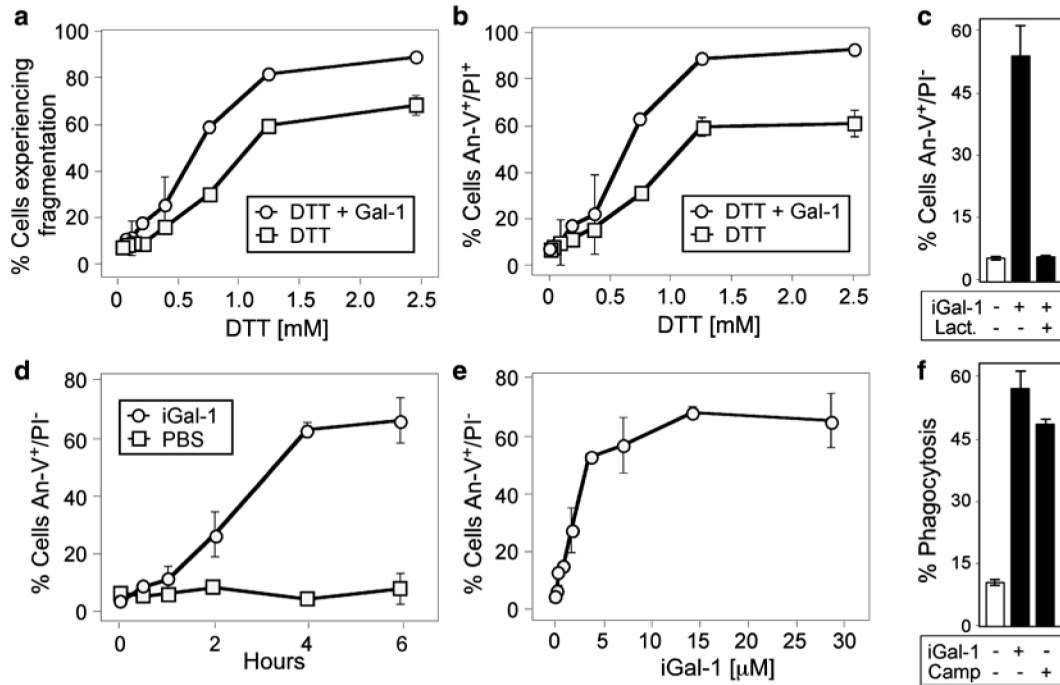 a
% Cells experiencing
fragmentation
100
80
60
40
20
0
DTT + Gal-1
DTT
0 0.5 1.0 1.5 2.0 2.5
DTT [mM]
b
% Cells An-V+/PI+
100
80
60
40
20
0
DTT + Gal-1
DTT
0 0.5 1.0 1.5 2.0 2.5
DTT [mM]
c
% Cells An-V+/PI-
60
45
30
15
0
iGal-1 - + +
Lact. - - +
d
% Cells An-V+/PI-
80
60
40
20
0
iGal-1
PBS
0 2 4 6
Hours
e
% Cells An-V+/PI-
80
60
40
20
0
0 5 10 15 20 25 30
iGal-1 [μM]
f
% Phagocytosis
60
45
30
15
0
iGal-1 - + -
Camp - - +